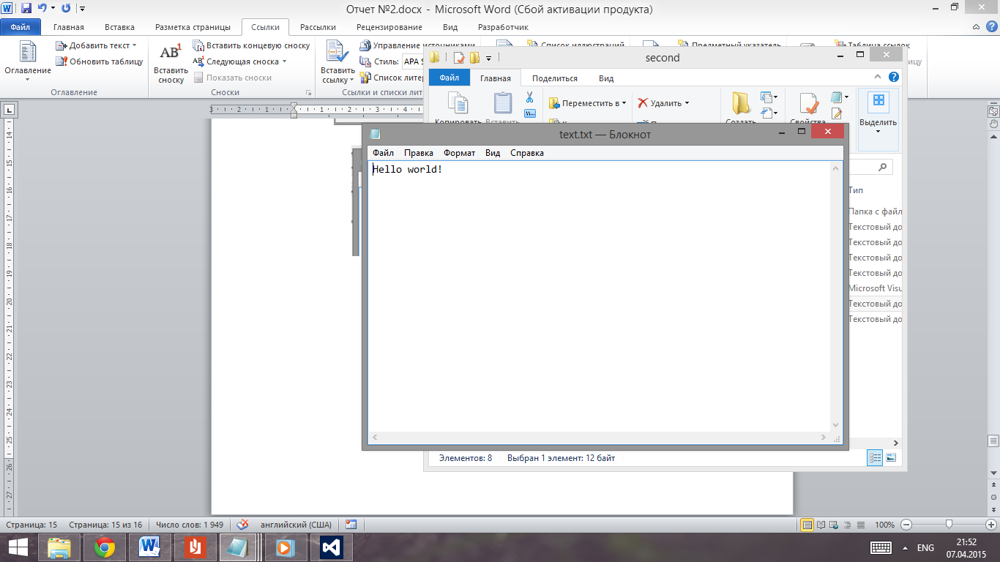 Отчет №2.docx - Microsoft Word (Сбой активации продукта)
Файл Главная Вставка Разметка страницы Ссылки Рассылки Рецензирование Вид Разработчик
Оглавление
Добавить текст
Обновить таблицу
Оглавление
AB1
Вставить сноску
Вставить концевую сноску
Следующая сноска
Показать сноски
Сноски
Вставить ссылку
Управление источниками
Стиль: APA
Список
Ссылки и списки
Список иллюстраций
Предметный указатель
Таблица ссылок
second
Файл Главная Поделиться Вид
Копировать Вставить
Переместить в
Удалить
Создать
Свойства
Выделить
Тип
Папка с файл
Текстовый до
Текстовый до
Текстовый до
Текстовый до
Microsoft Visu
Текстовый до
Текстовый до
Элементов: 8 Выбран 1 элемент: 12 байт
text.txt — Блокнот
Файл Правка Формат Вид Справка
Hello world!
Страница: 15 Страница: 15 из 16 Число слов: 1 949 английский (США) 100%
ENG
21:52
07.04.2015